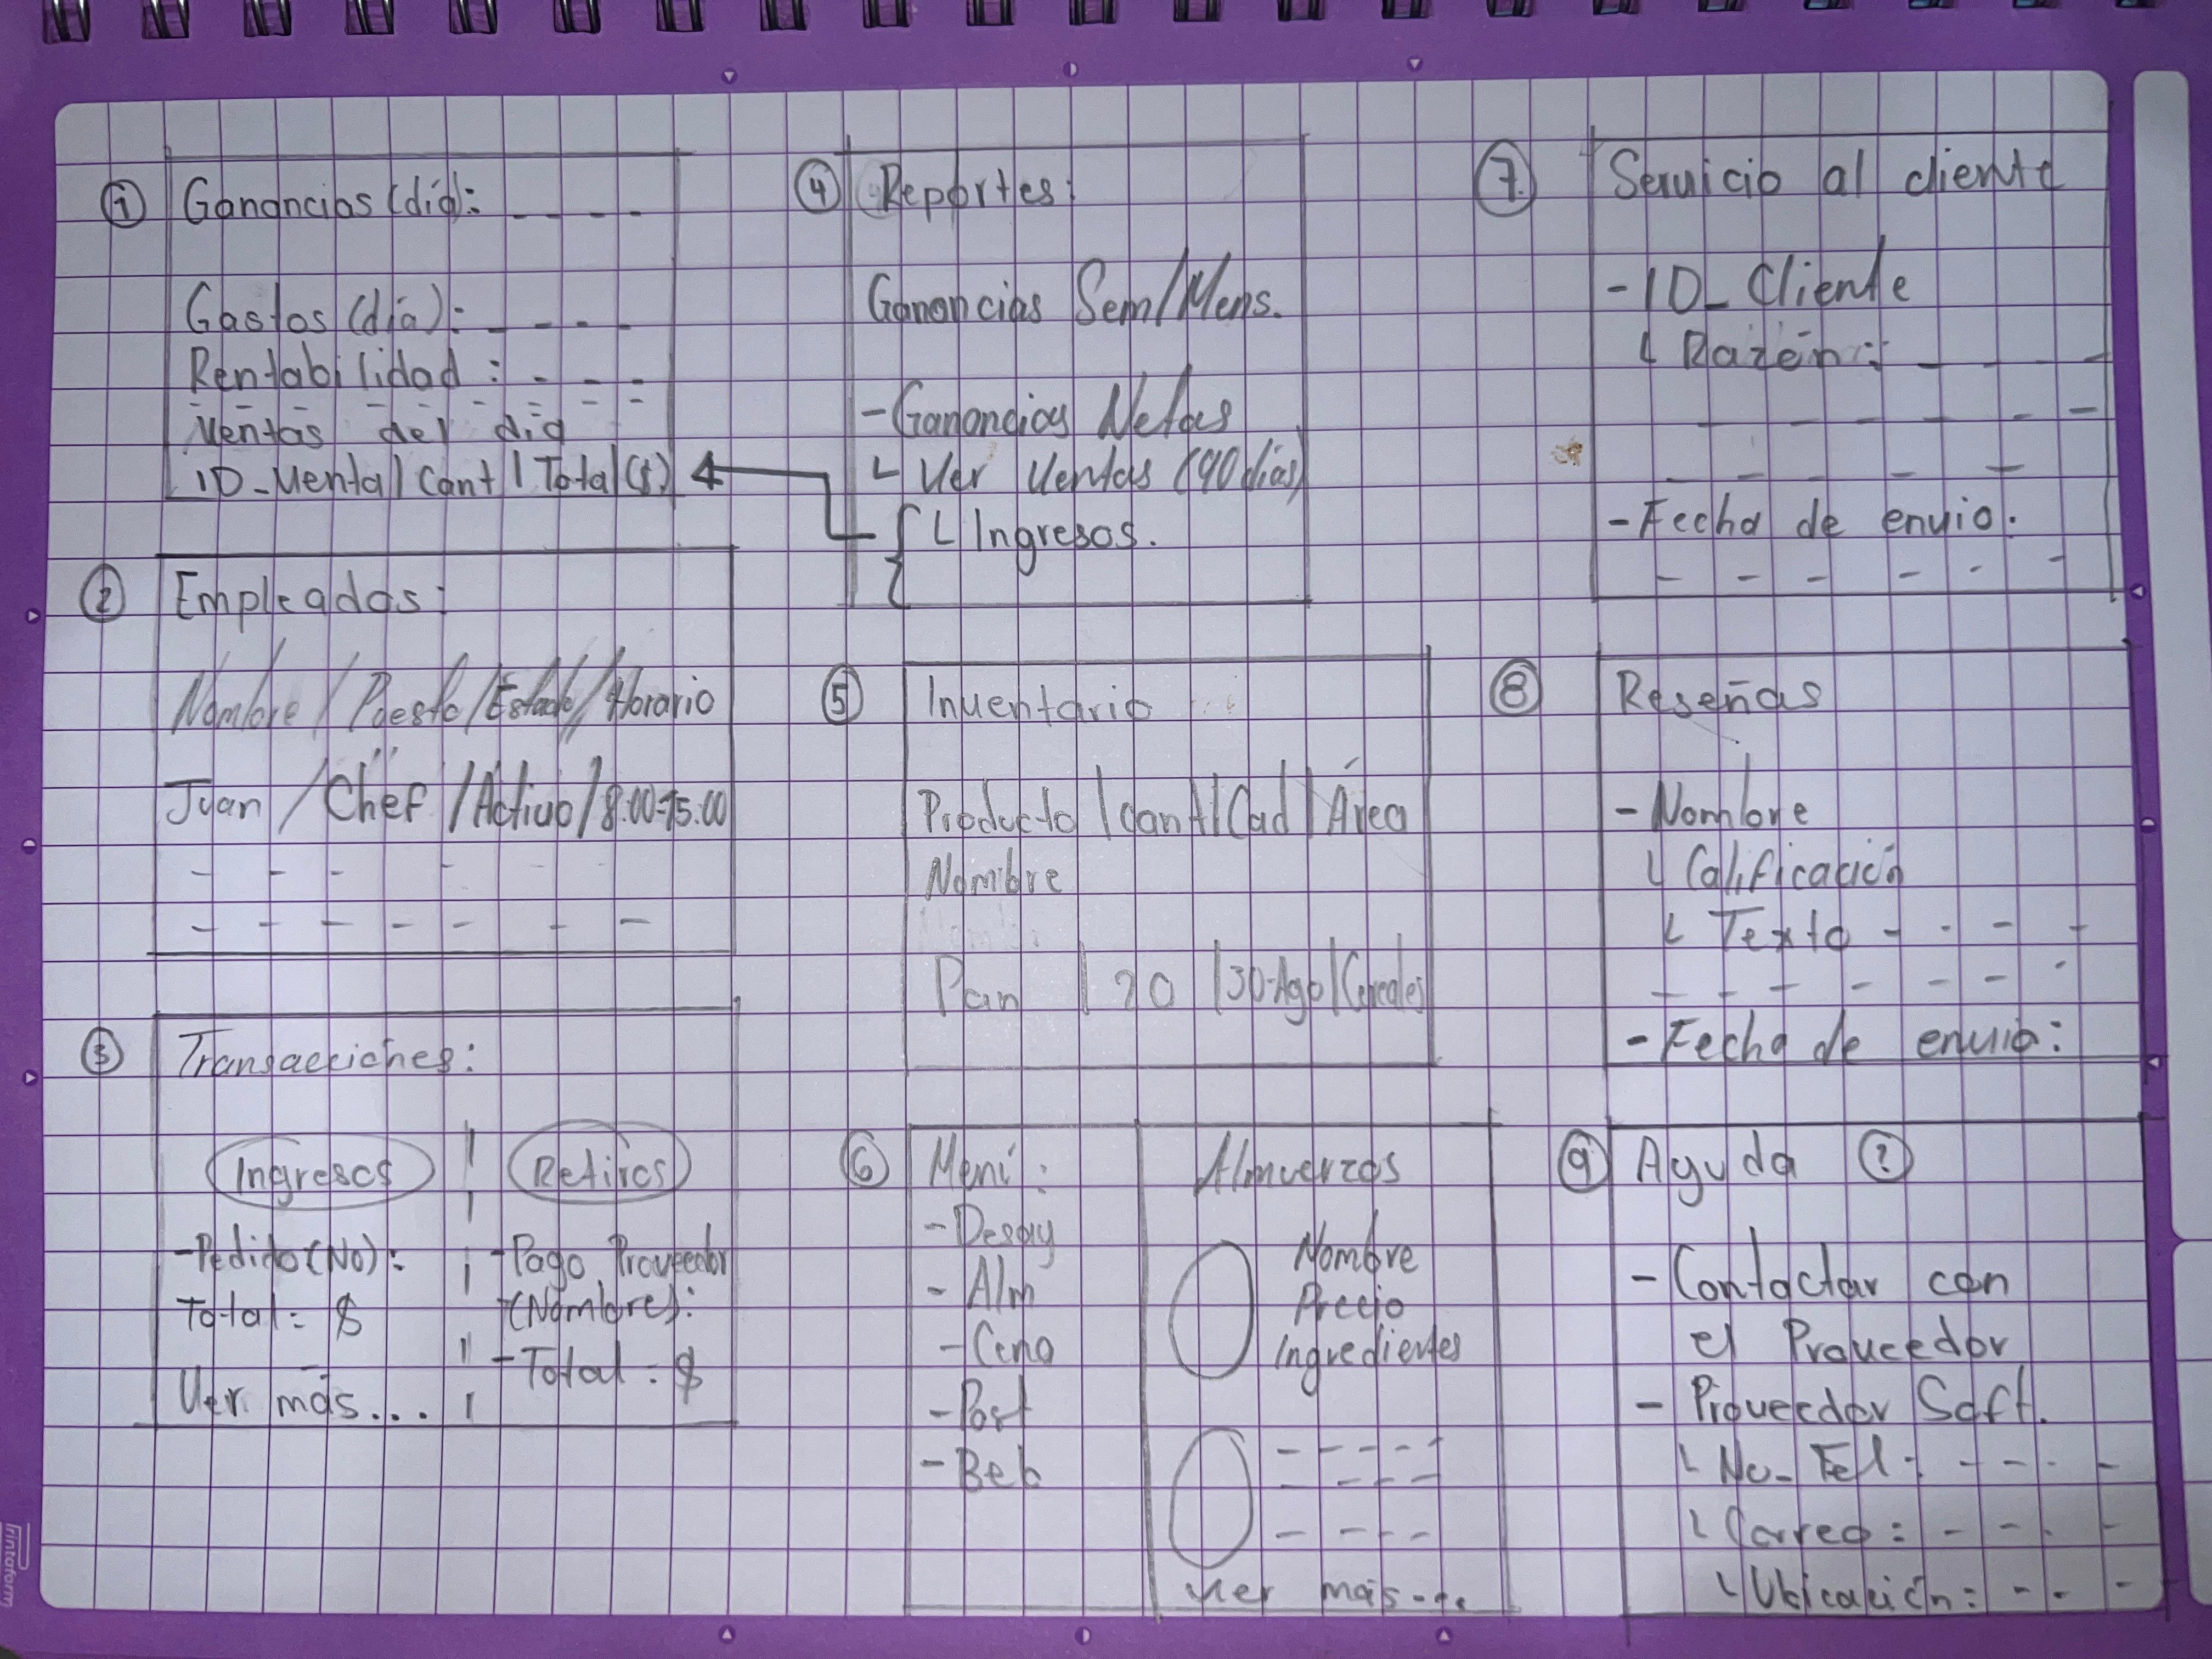 ① Ganancias (día): _ _ _ _
Gastos (día): _ _ _ _
Rentabilidad : _ _ _
Ventas del día
ID_Venta | Cant | Total ($)
② Empleados:
Nombre / Puesto / Estado / Horario
Juan / Chef / Activo / 8:00-15:00
③ Transacciones:
Ingresos
-Pedido (No):
Total: $
Ver más...
Retiros
-Pago Proveedor
-(Nombre):
-Total: $
④ Reportes:
Ganancias Sem/Mens.
-Ganancias Netas
└ Ver Ventas (90 días)
└ Ingresos.
⑤ Inventario
Producto | Cant | Cad | Área
Nombre
Pan | 20 | 30-Ago | Cereales
⑥ Menú:
-Desay
-Alm
-Cena
-Post
-Beb
Almuerzos
Nombre
Precio
Ingredientes
Ver más...
⑦ Servicio al cliente
-ID_Cliente
└ Razón: _ _ _ _
-Fecha de envio:
⑧ Reseñas
-Nombre
└ Calificación
└ Texto - - - -
-Fecha de envio:
⑨ Ayuda ?
-Contactar con
el Proveedor
- Proveedor Soft.
└ No_Tel: - - - -
└ Correo: - - - -
└ Ubicación: - - -
Printaform